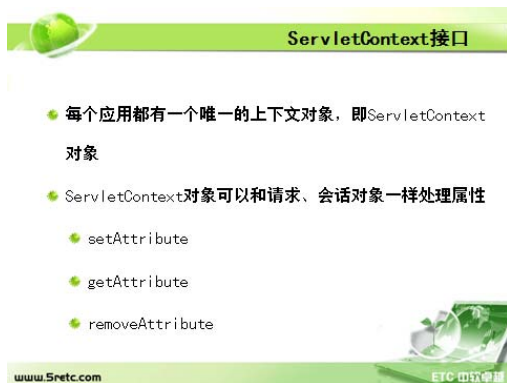 ServletContext接口
每个应用都有一个唯一的上下文对象，即ServletContext
对象
ServletContext对象可以和请求、会话对象一样处理属性
setAttribute
getAttribute
removeAttribute
www.5retc.com
ETC 中软卓越